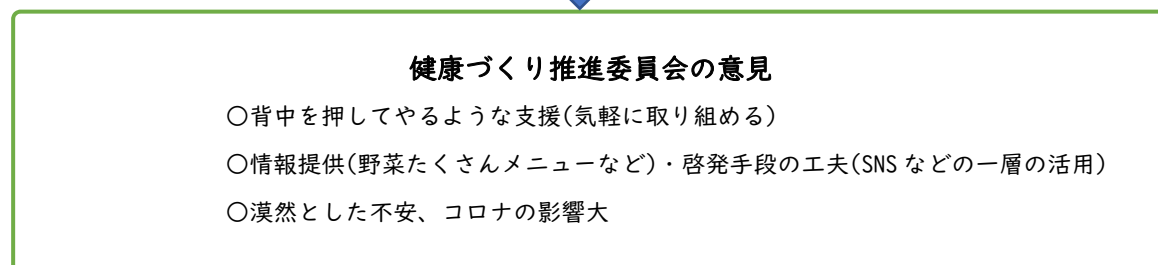 健康づくり推進委員会の意見
〇背中を押してやるような支援(気軽に取り組める)
〇情報提供(野菜たくさんメニューなど)・啓発手段の工夫(SNS などの一層の活用)
〇漠然とした不安、コロナの影響大